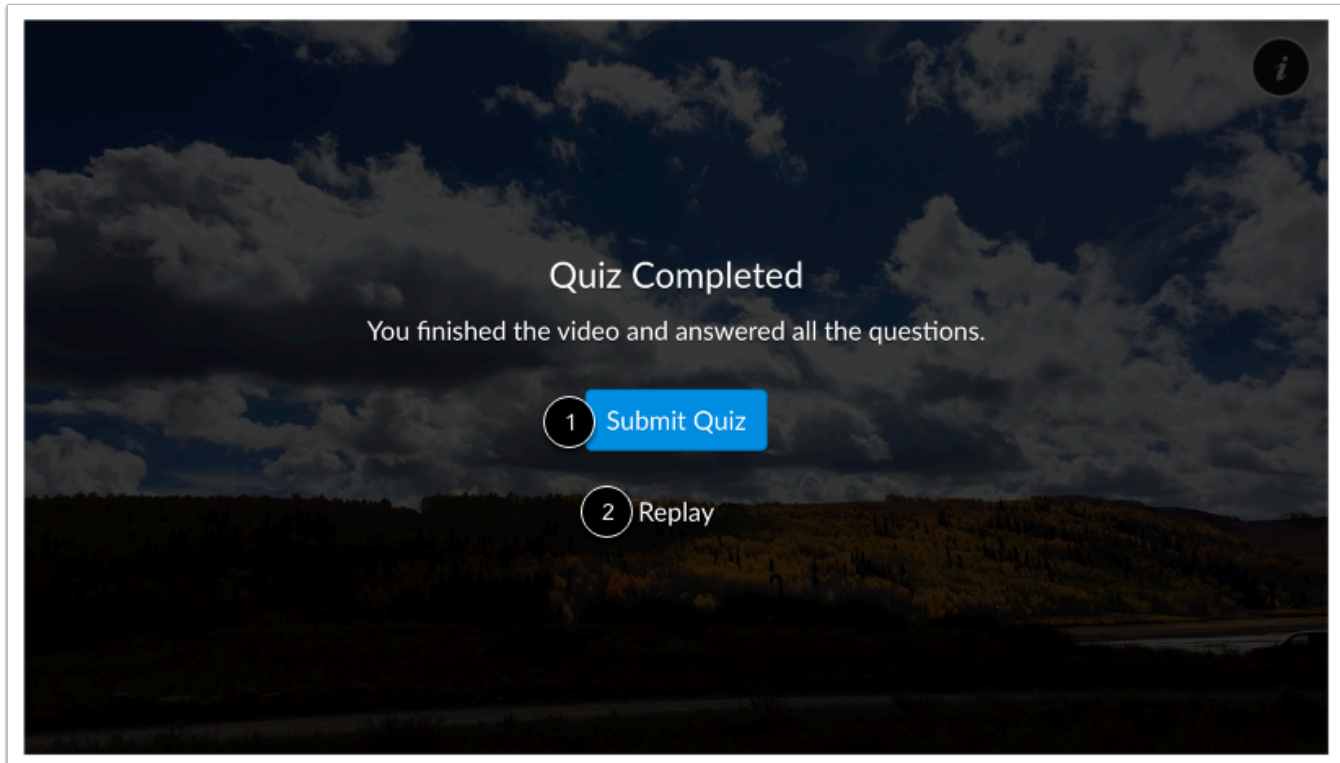 i
Quiz Completed
You finished the video and answered all the questions.
1 Submit Quiz
2 Replay